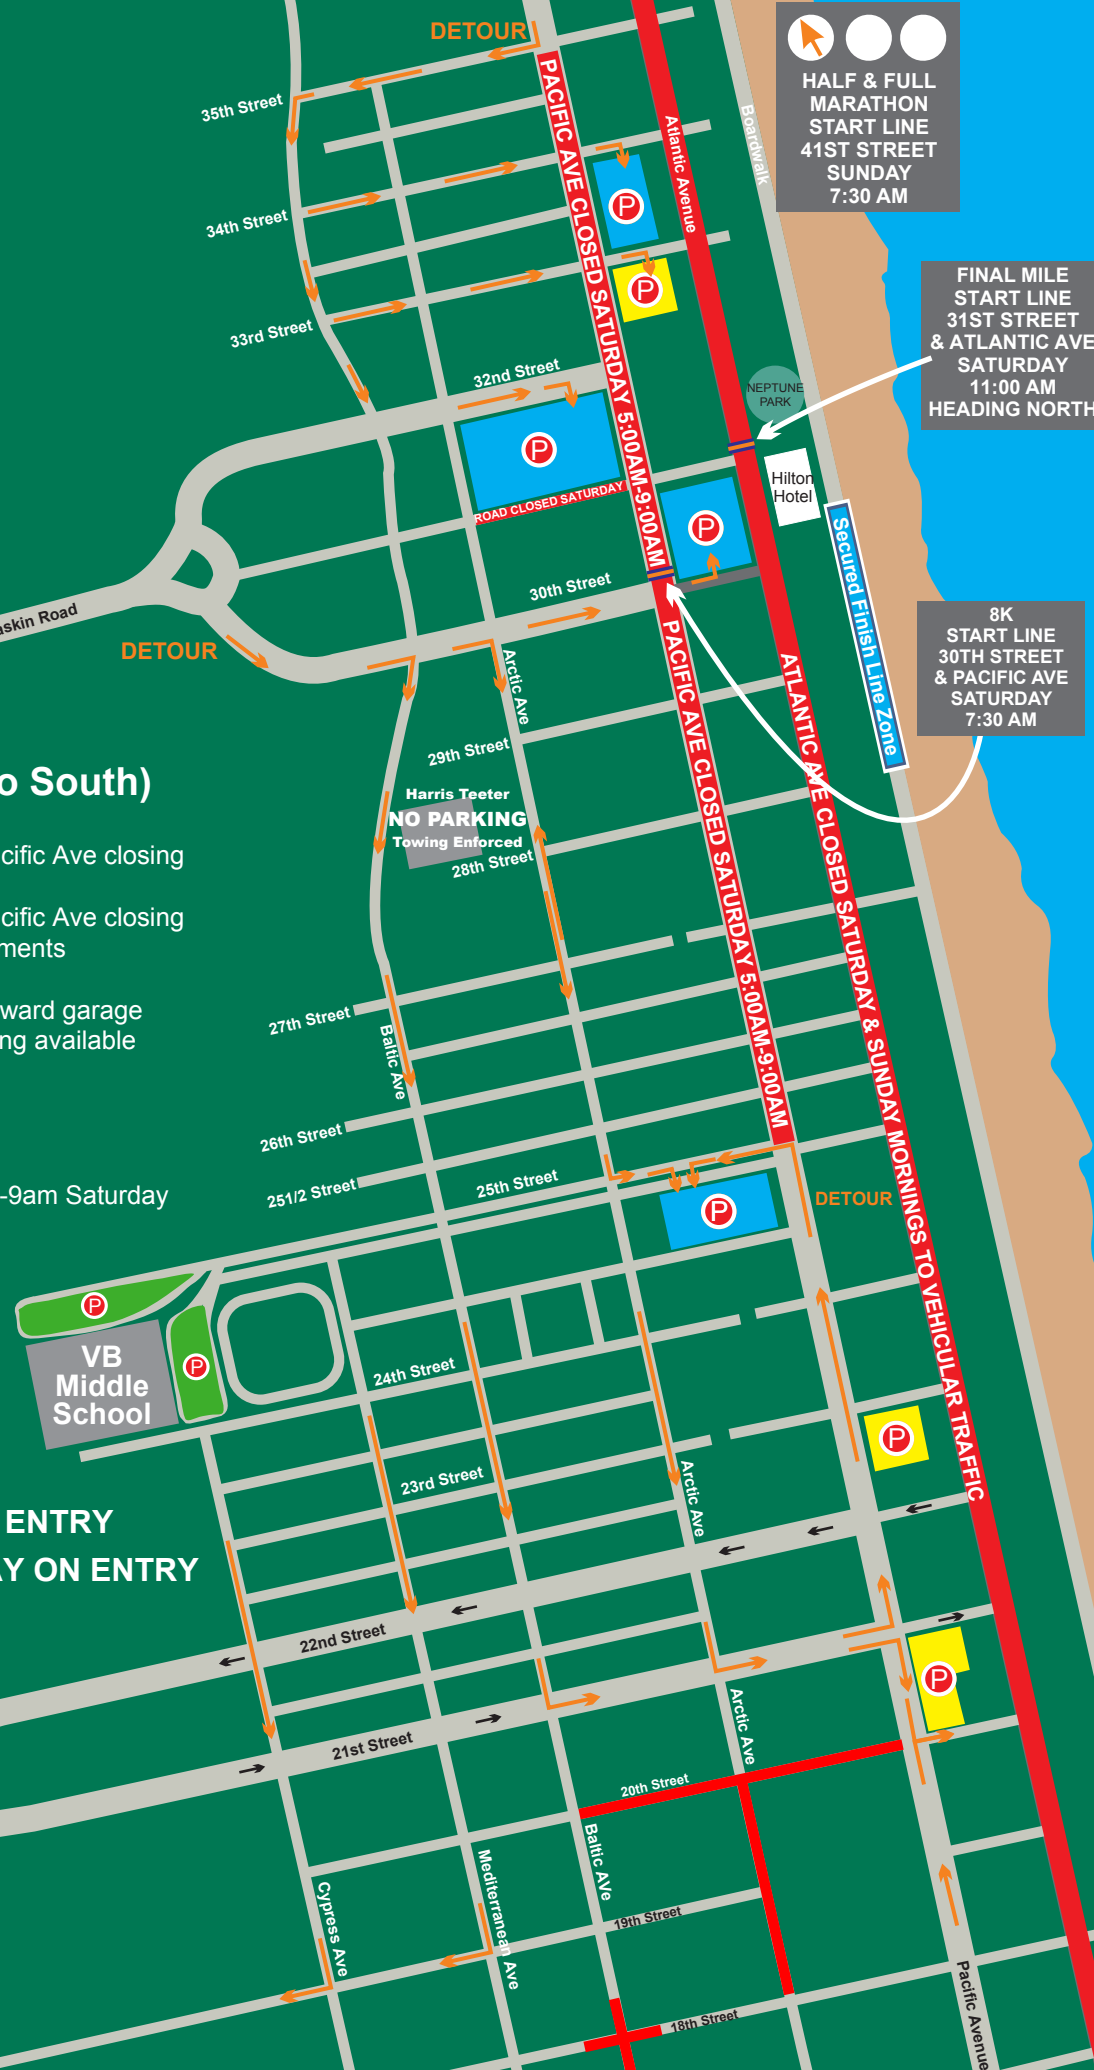 DETOUR
HALF & FULL
MARATHON
START LINE
41ST STREET
SUNDAY
7:30 AM
35th Street
PACIFIC AVE CLOSED SATURDAY 5:00AM-9:00AM
Atlantic Avenue
Boardwalk
34th Street
P
P
33rd Street
FINAL MILE
START LINE
31ST STREET
& ATLANTIC AVE
SATURDAY
11:00 AM
HEADING NORTH
32nd Street
NEPTUNE
PARK
P
Hilton
Hotel
ROAD CLOSED SATURDAY
P
Secured Finish Line Zone
30th Street
skin Road
DETOUR
8K
START LINE
30TH STREET
& PACIFIC AVE
SATURDAY
7:30 AM
Arctic Ave
PACIFIC AVE CLOSED SATURDAY 5:00AM-9:00AM
ATLANTIC AVE CLOSED SATURDAY & SUNDAY MORNINGS TO VEHICULAR TRAFFIC
29th Street
o South)
Harris Teeter
NO PARKING
Towing Enforced
28th Street
cific Ave closing
cific Ave closing
ments
ward garage
ng available
27th Street
Baltic Ave
26th Street
251/2 Street
25th Street
-9am Saturday
P
DETOUR
P
VB
Middle
School
P
24th Street
P
23rd Street
Arctic Ave
ENTRY
Y ON ENTRY
22nd Street
P
21st Street
Arctic Ave
20th Street
Baltic AVe
Mediterranean Ave
Cypress Ave
19th Street
18th Street
Pacific Avenue